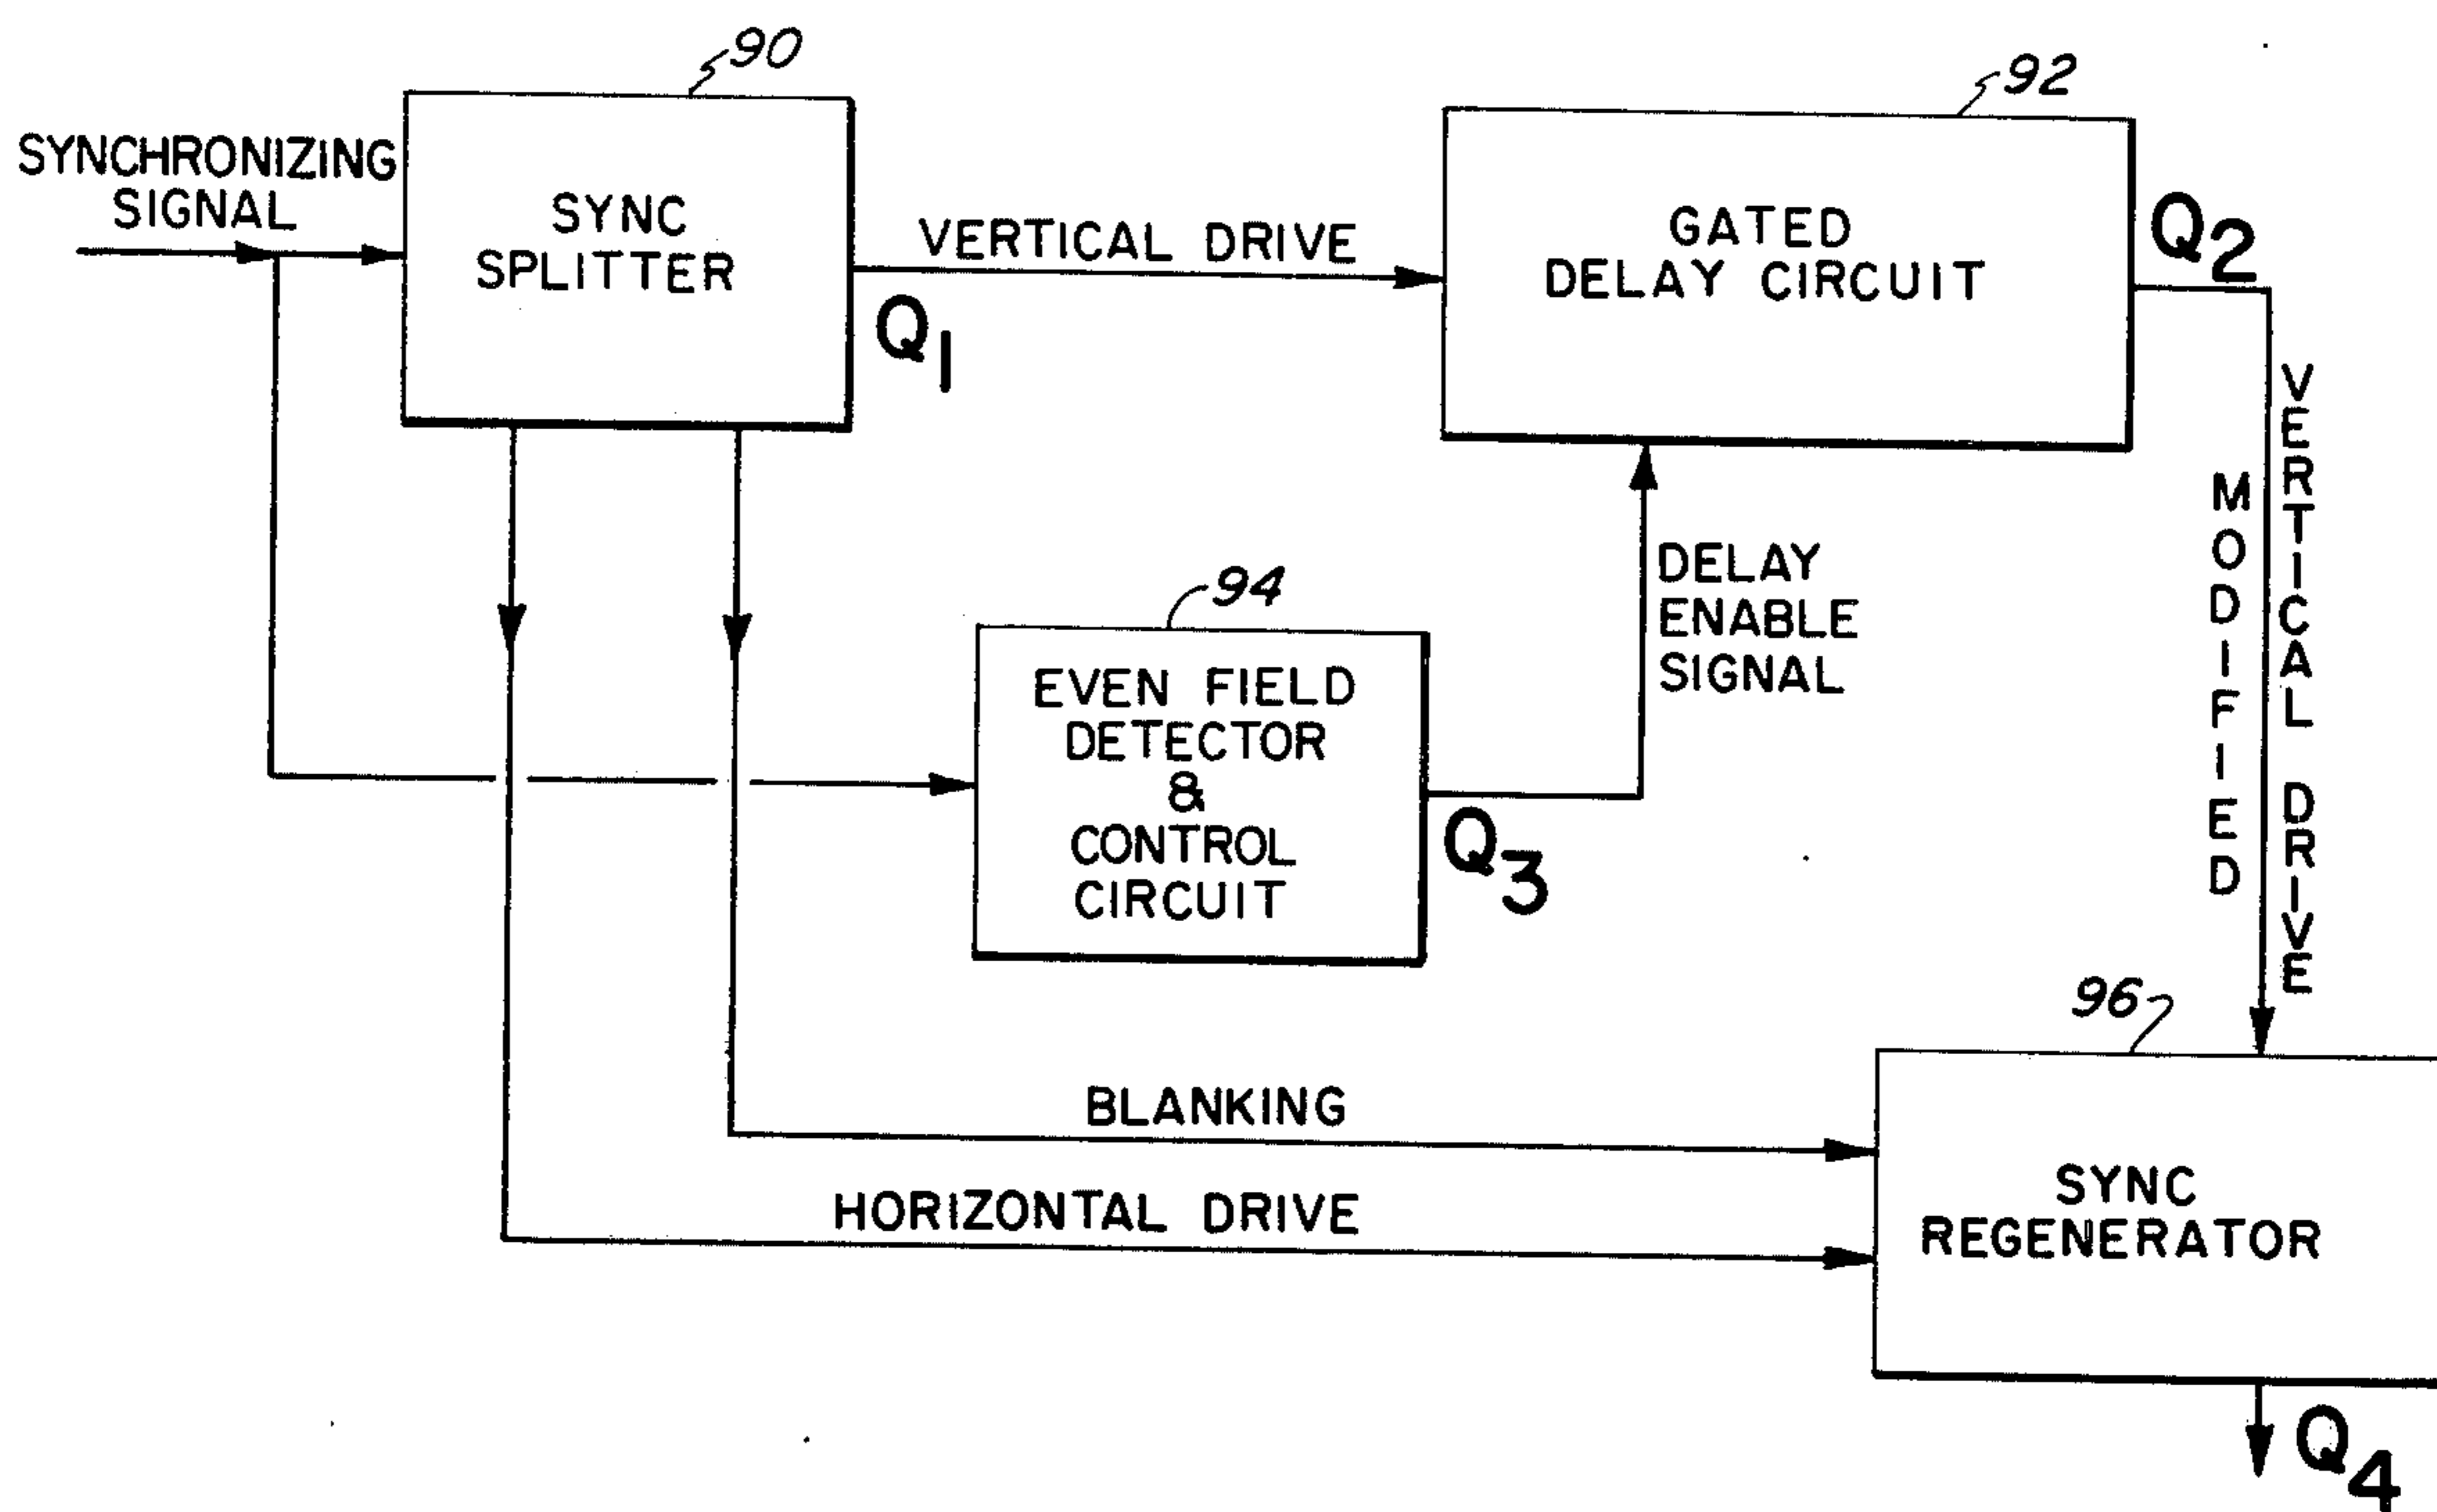 90
92
SYNCHRONIZING
SIGNAL
SYNC
SPLITTER
VERTICAL DRIVE
Q1
GATED
DELAY CIRCUIT
Q2
MODIFIED
VERTICAL DRIVE
DELAY
ENABLE
SIGNAL
94
EVEN FIELD
DETECTOR
&
CONTROL
CIRCUIT
Q3
96
BLANKING
HORIZONTAL DRIVE
SYNC
REGENERATOR
Q4